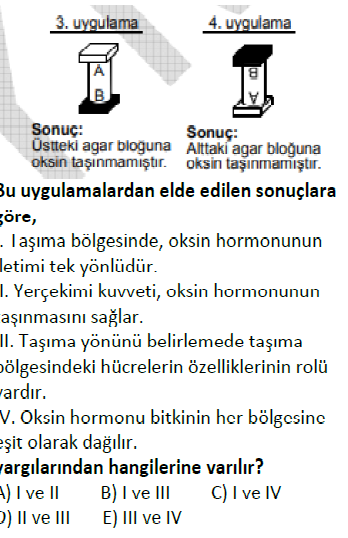 3. uygulama 4. uygulama
A
B
B
A
Sonuç:
Üstteki agar bloğuna
oksin taşınmamıştır.
Sonuç:
Alttaki agar bloğuna
oksin taşınmamıştır.
Bu uygulamalardan elde edilen sonuçlara
göre,
. Taşıma bölgesinde, oksin hormonunun
letimi tek yönlüdür.
I. Yerçekimi kuvveti, oksin hormonunun
taşınmasını sağlar.
II. Taşıma yönünü belirlemede taşıma
bölgesindeki hücrelerin özelliklerinin rolü
vardır.
V. Oksin hormonu bitkinin her bölgesine
eşit olarak dağılır.
yargılarından hangilerine varılır?
A) I ve II B) I ve III C) I ve IV
D) II ve III E) III ve IV